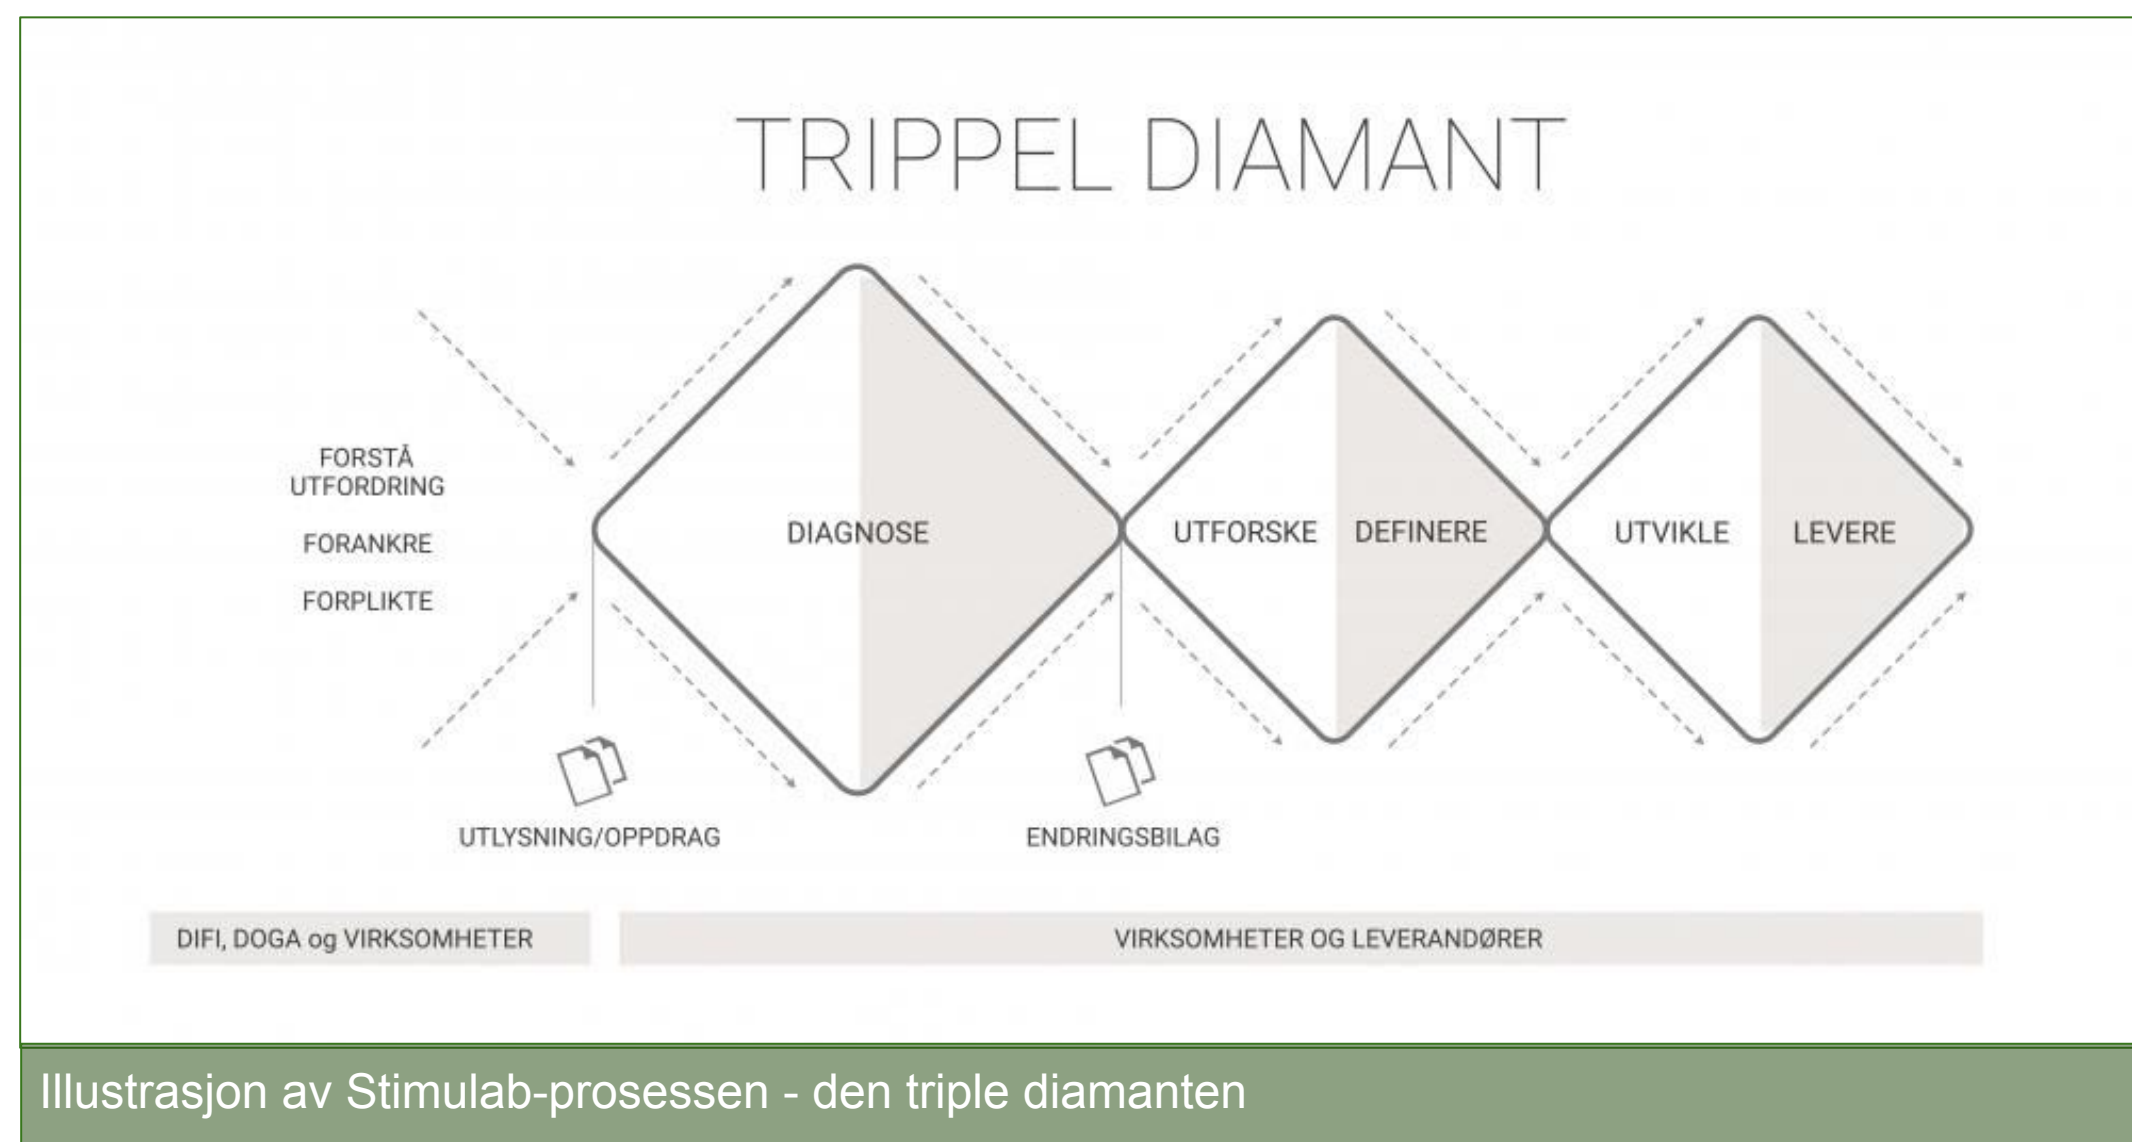 TRIPPEL DIAMANT
FORSTÅ
UTFORDRING
FORANKRE
FORPLIKTE
DIAGNOSE
UTFORSKE
DEFINERE
UTVIKLE
LEVERE
UTLYSNING/OPPDRAG
ENDRINGSBILAG
DIFI, DOGA og VIRKSOMHETER
VIRKSOMHETER OG LEVERANDØRER
Illustrasjon av Stimulab-prosessen - den triple diamanten